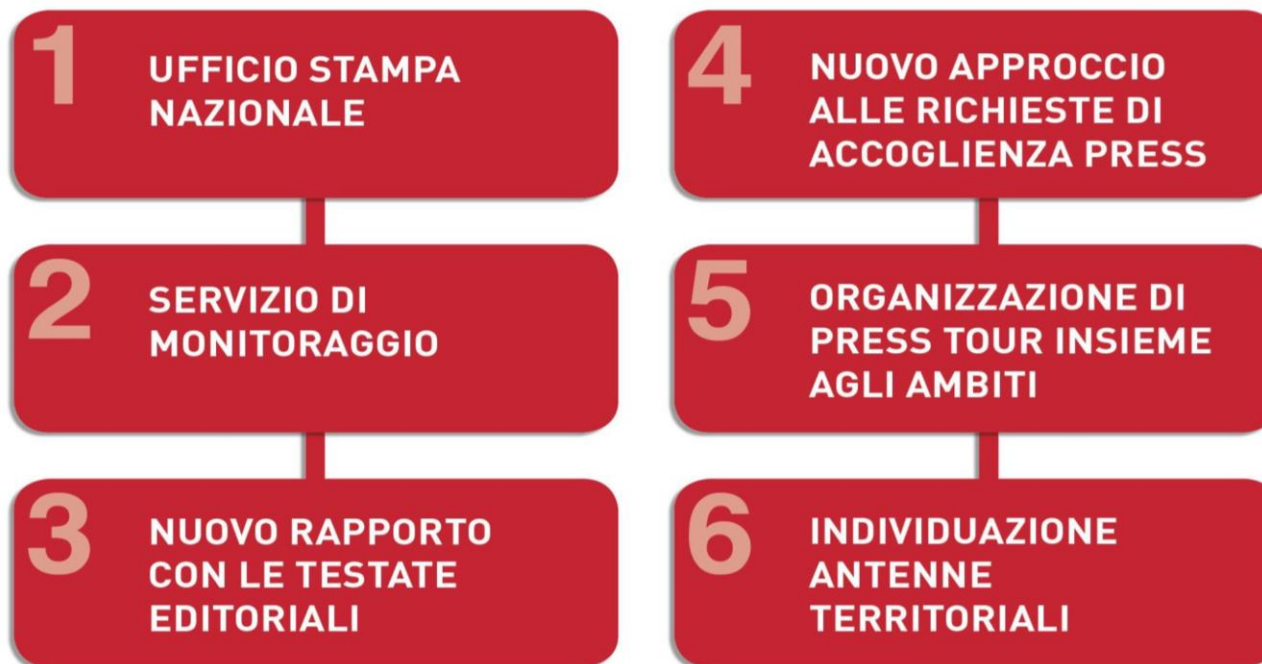 1
UFFICIO STAMPA
NAZIONALE
2
SERVIZIO DI
MONITORAGGIO
3
NUOVO RAPPORTO
CON LE TESTATE
EDITORIALI
4
NUOVO APPROCCIO
ALLE RICHIESTE DI
ACCOGLIENZA PRESS
5
ORGANIZZAZIONE DI
PRESS TOUR INSIEME
AGLI AMBITI
6
INDIVIDUAZIONE
ANTENNE
TERRITORIALI